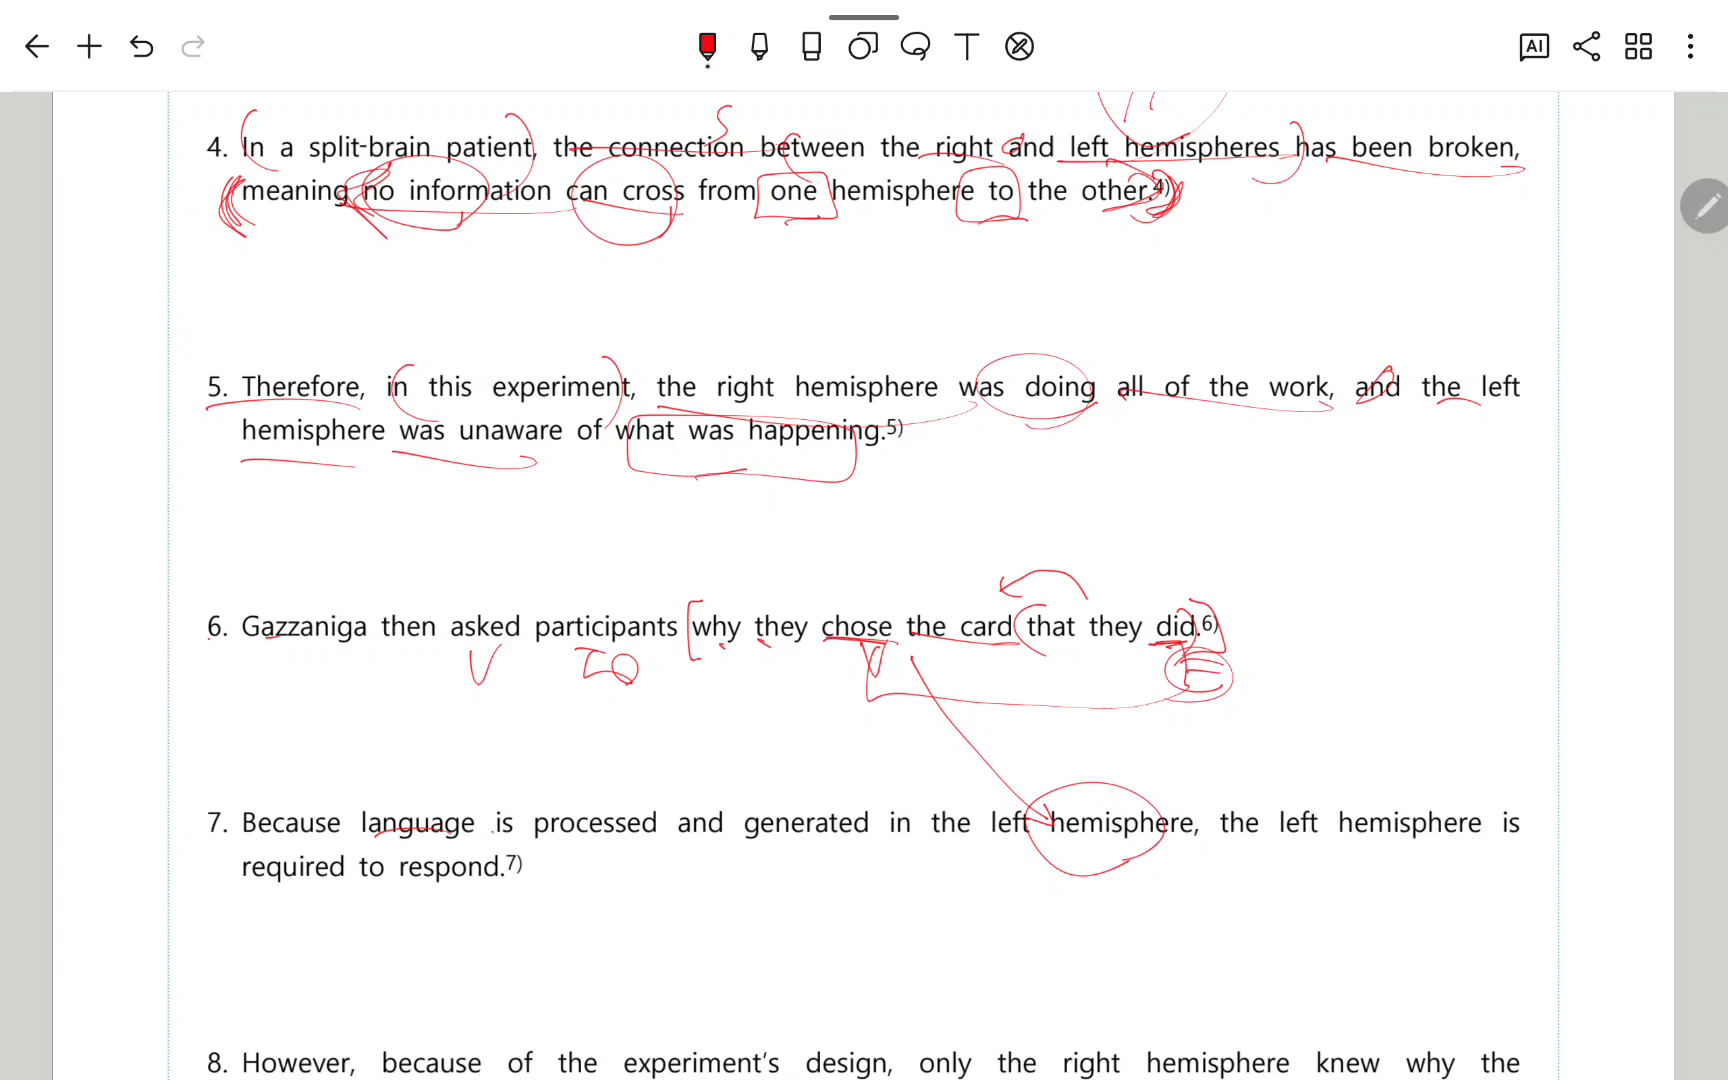 AI
4. In a split-brain patient, the connection between the right and left hemispheres has been broken,
meaning no information can cross from one hemisphere to the other.4)
S
5. Therefore, in this experiment, the right hemisphere was doing all of the work, and the left
hemisphere was unaware of what was happening.5)
6. Gazzaniga then asked participants [why they chose the card (that they did.6)
V IO V
7. Because language is processed and generated in the left hemisphere, the left hemisphere is
required to respond.7)
8. However, because of the experiment's design, only the right hemisphere knew why the